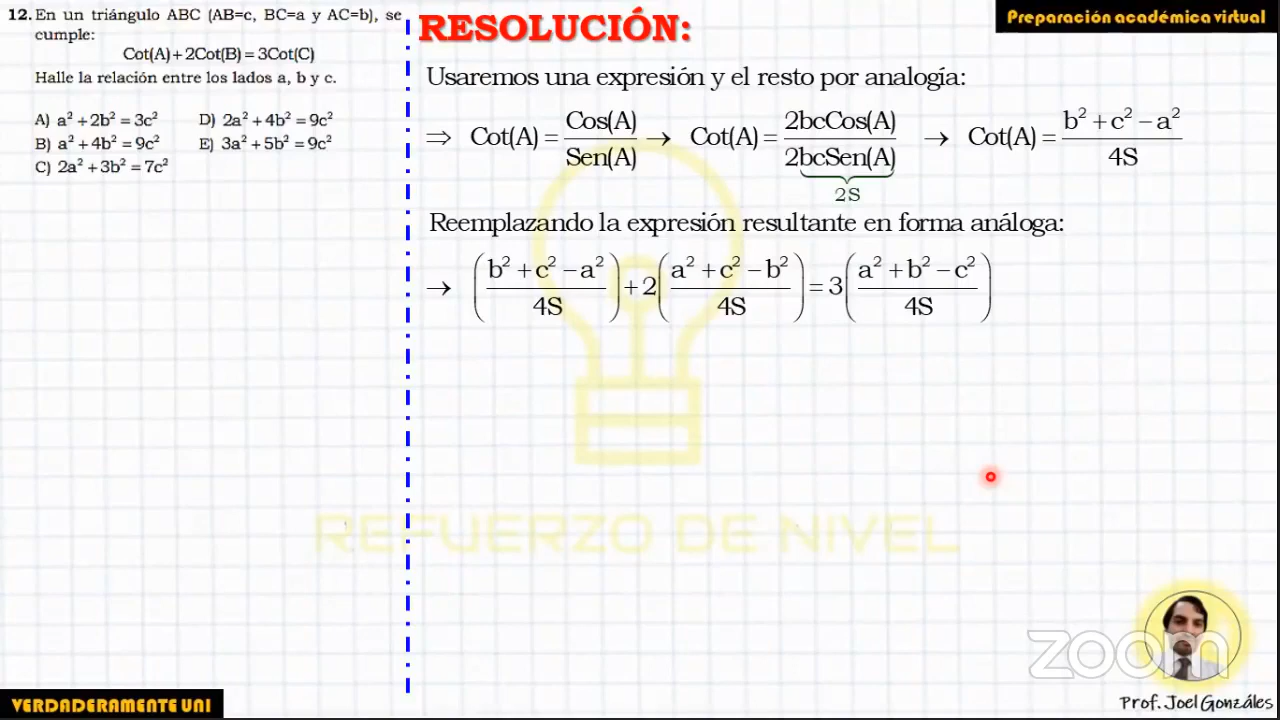 12. En un triángulo ABC (AB=c, BC=a y AC=b), se
cumple:
Cot(A)+2Cot(B)=3Cot(C)
Halle la relación entre los lados a, b y c.
A) a² +2b² = 3c²
D) 2a² +4b² = 9c²
B) a² +4b² = 9c²
E) 3a² +5b² = 9c²
C) 2a² +3b² = 7c²
RESOLUCIÓN:
Preparación académica virtual
Usaremos una expresión y el resto por analogía:
⇒ Cot(A) = Cos(A)/Sen(A) → Cot(A) = 2bcCos(A)/2bcSen(A) → Cot(A) = b² + c² − a²/4S
2S
Reemplazando la expresión resultante en forma análoga:
→ (b² + c² − a²/4S) + 2(a² + c² − b²/4S) = 3(a² + b² − c²/4S)
REFUERZO DE NIVEL
zoom
VERDADERAMENTE UNI
Prof. Joel Gonzáles